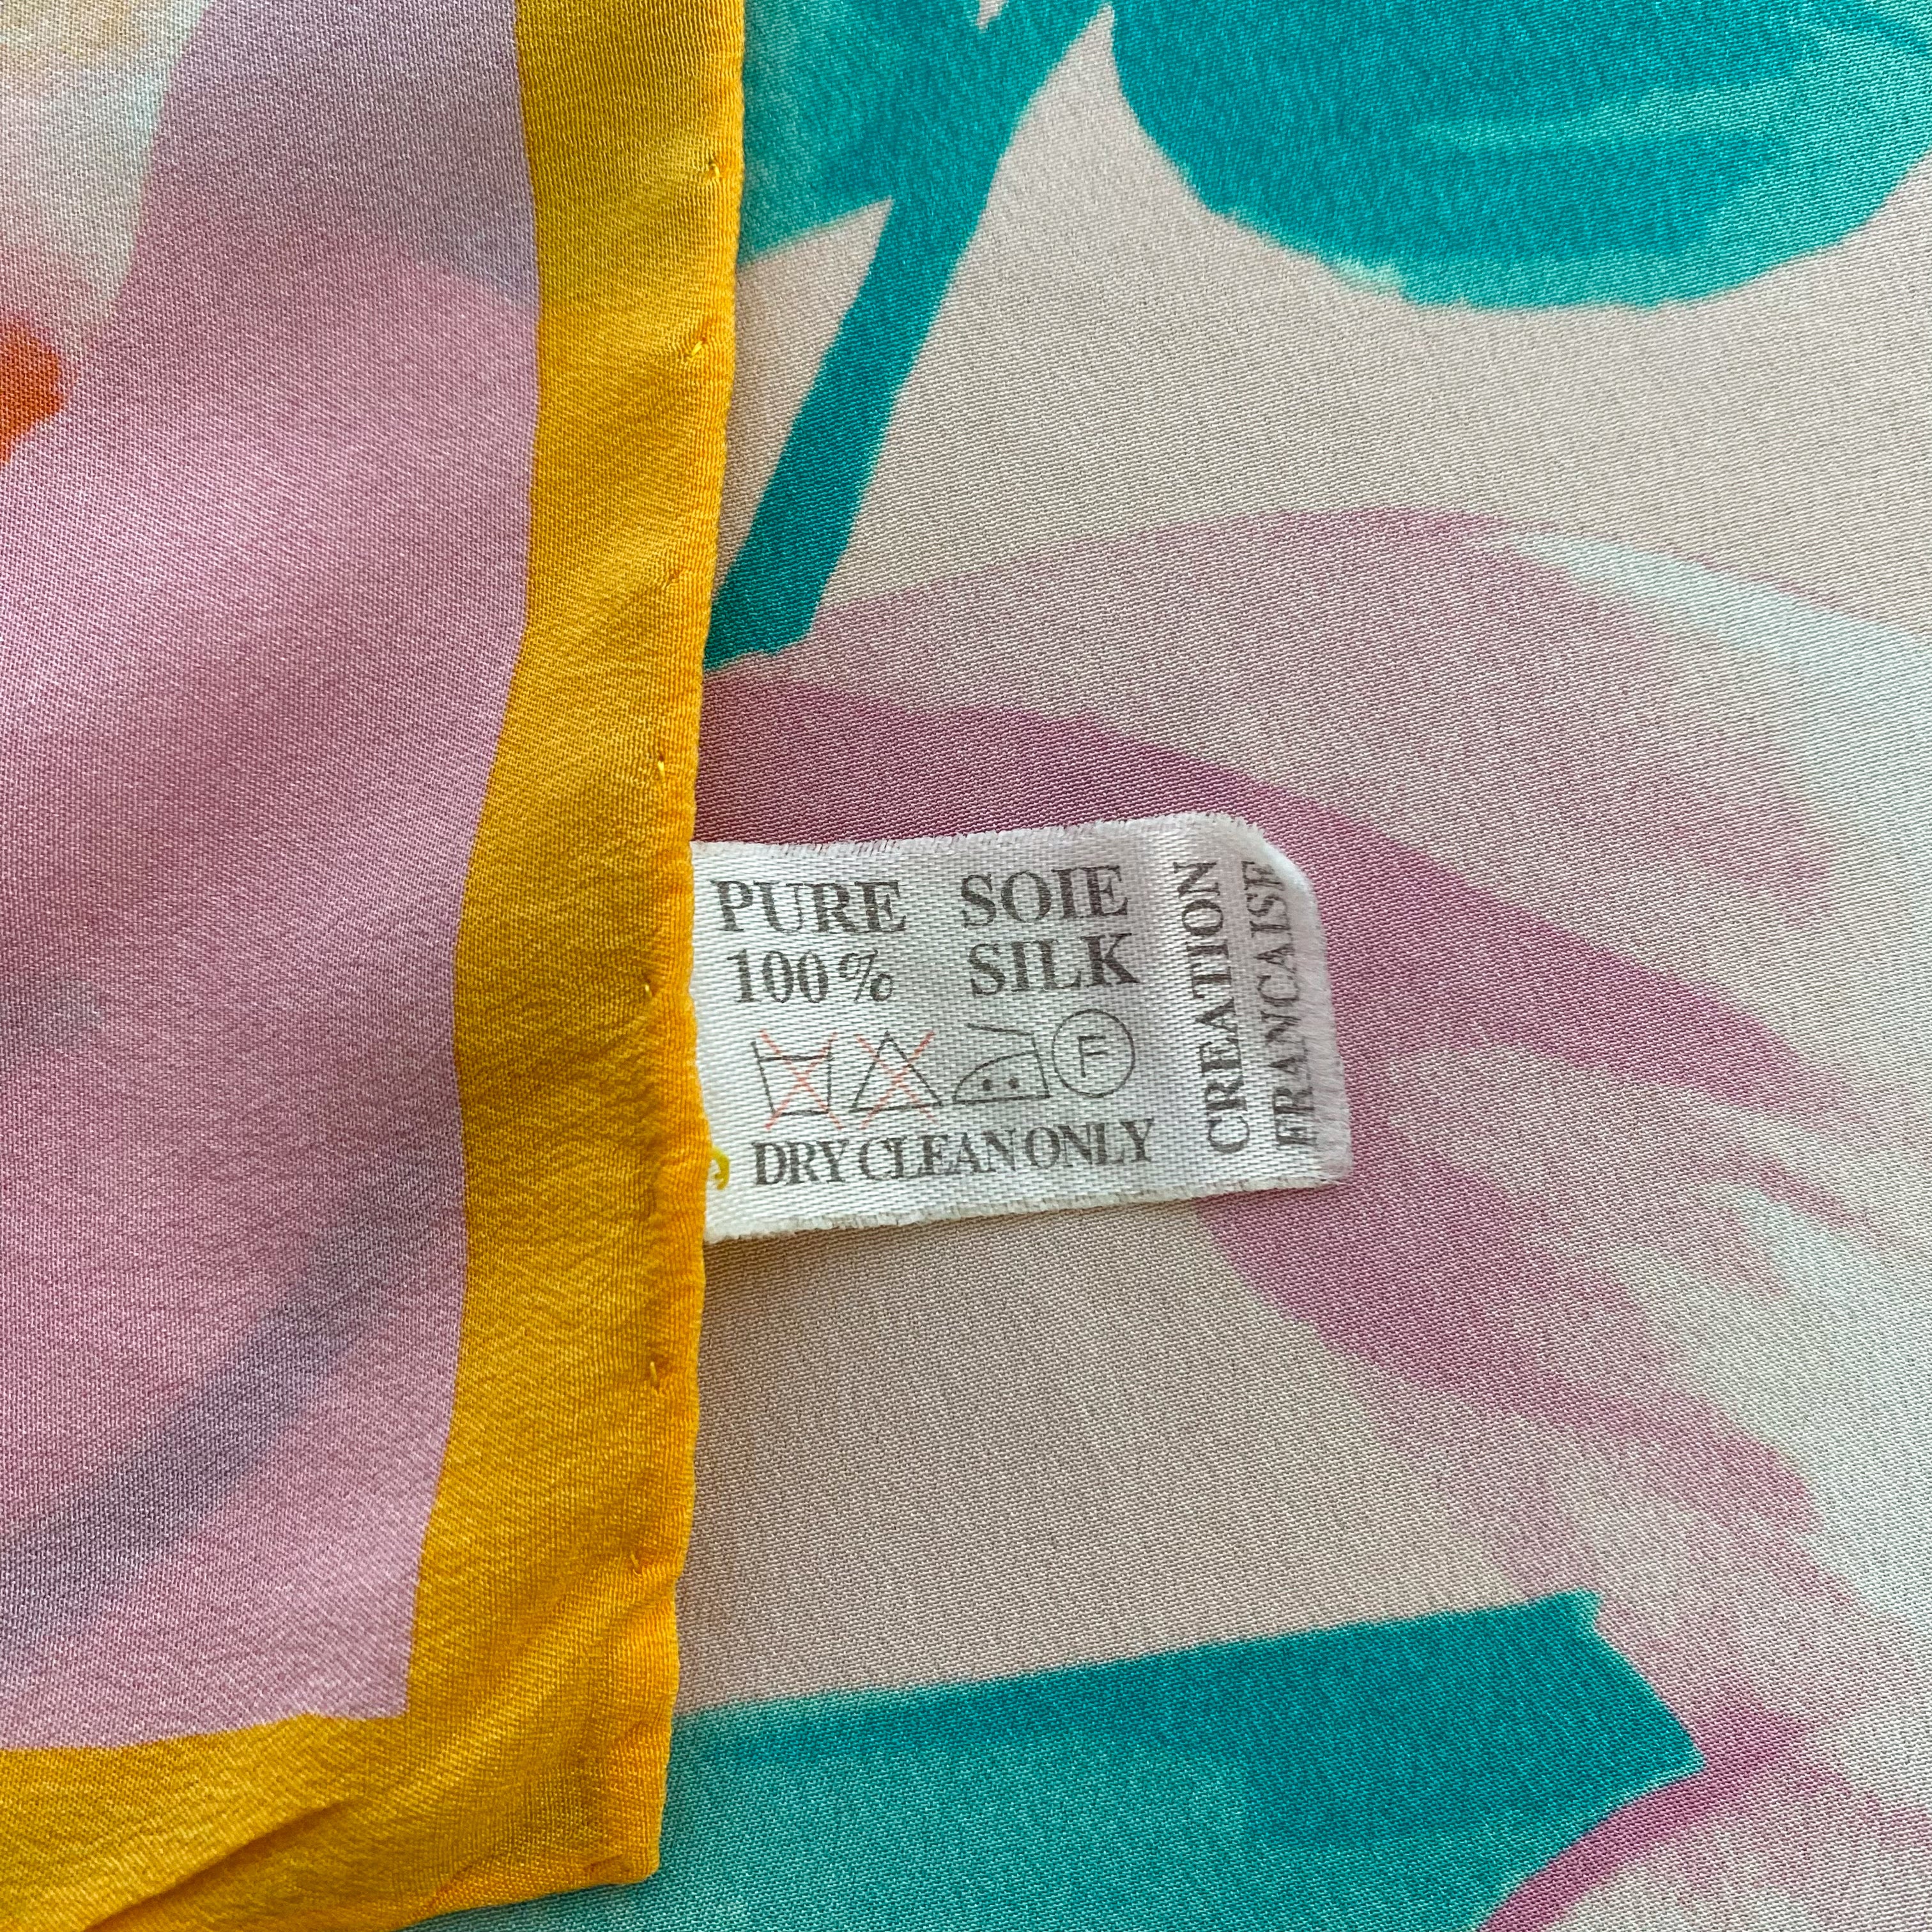 PURE SOIE
100% SILK
F
DRY CLEAN ONLY
CREATION
FRANCAISE